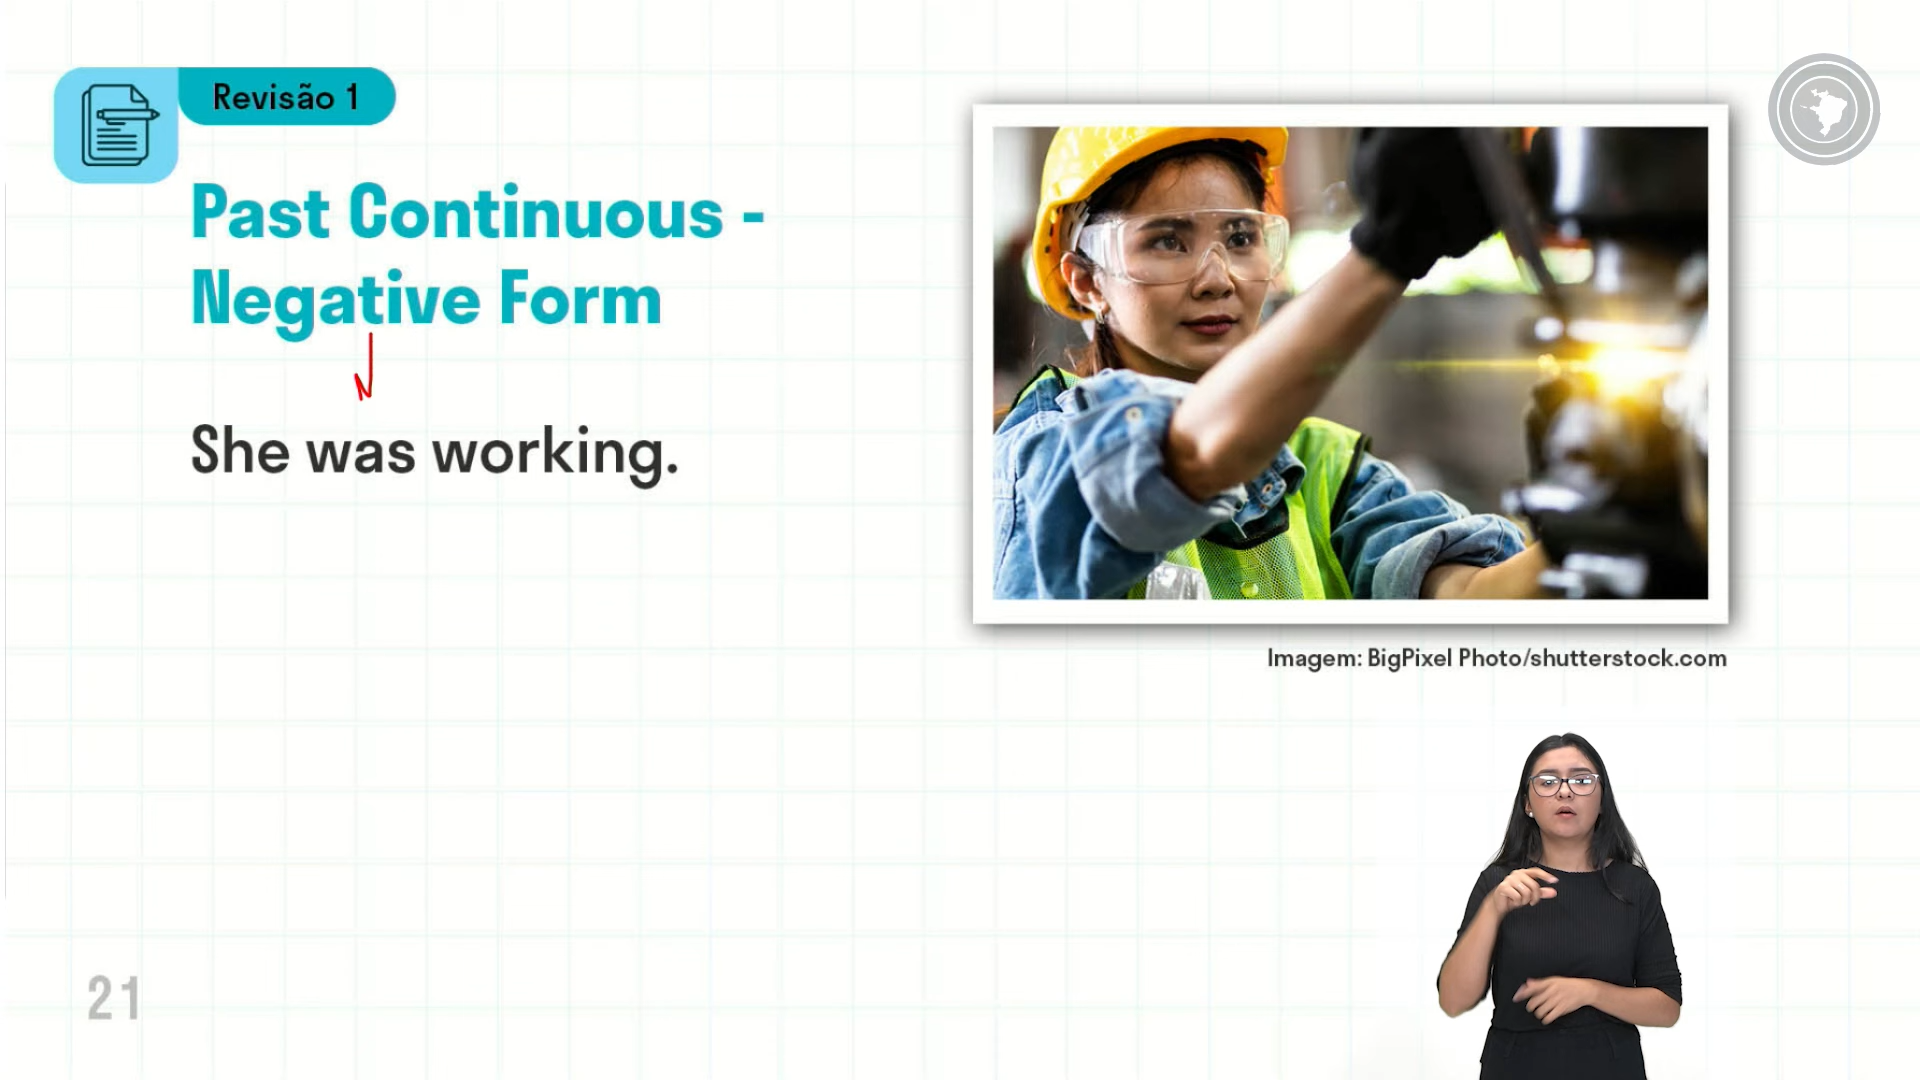 Revisão 1
Past Continuous -
Negative Form
She was working.
Imagem: BigPixel Photo/shutterstock.com
21